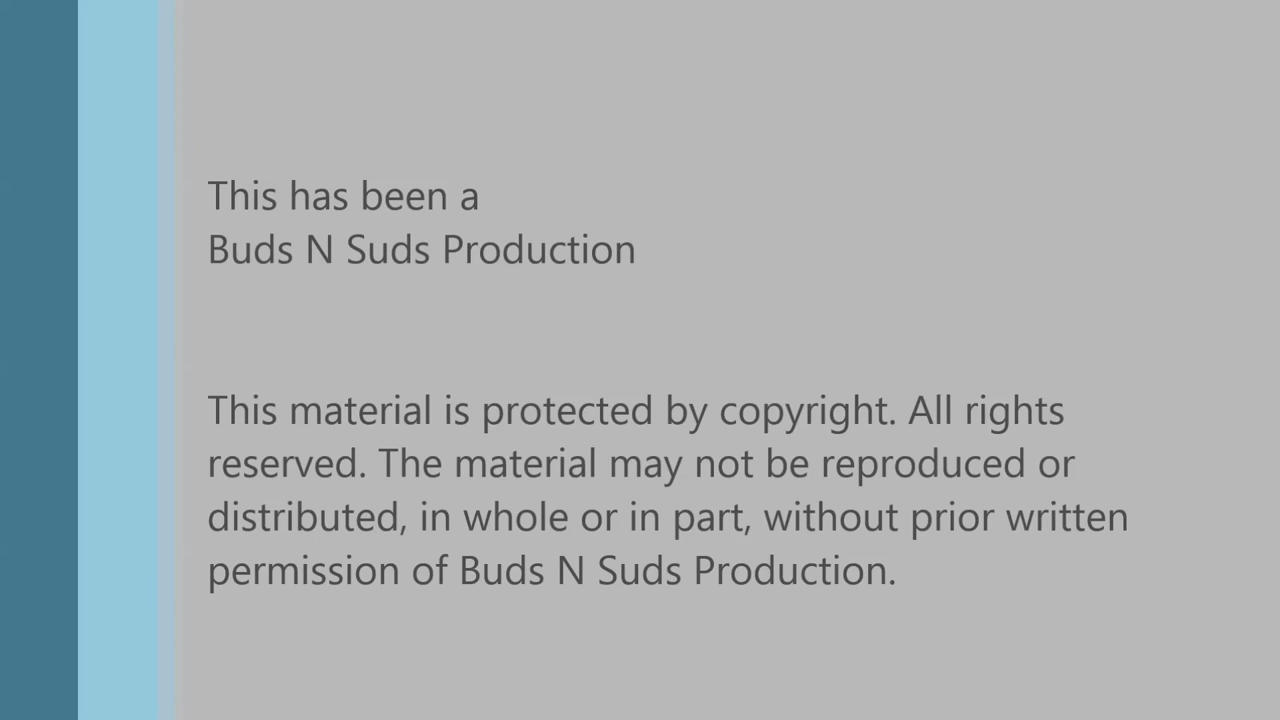 This has been a
Buds N Suds Production
This material is protected by copyright. All rights
reserved. The material may not be reproduced or
distributed, in whole or in part, without prior written
permission of Buds N Suds Production.